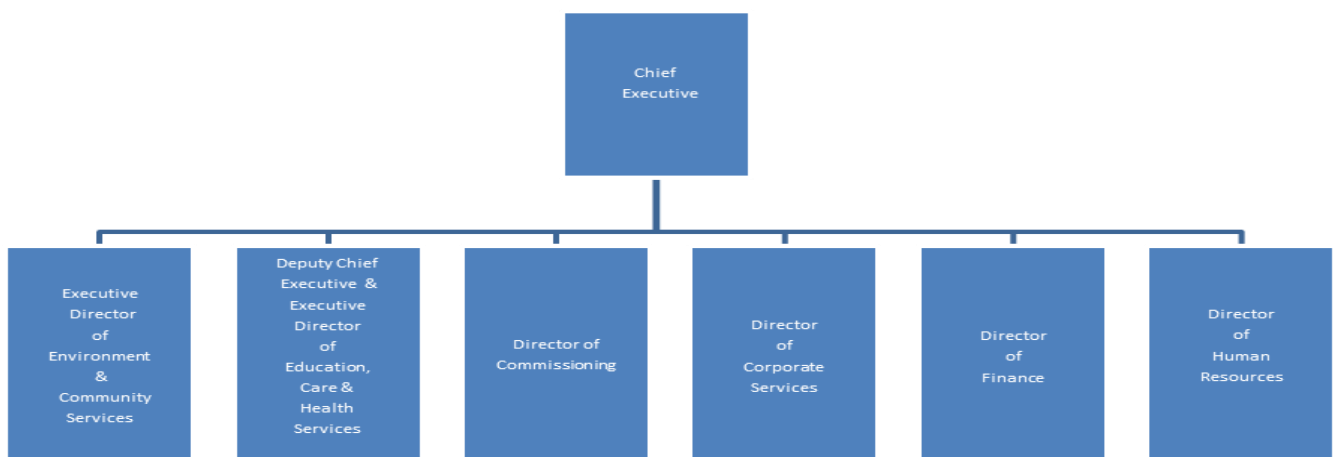 Chief
Executive
Executive
Director
of
Environment
&
Community
Services
Deputy Chief
Executive &
Executive
Director
of
Education,
Care &
Health
Services
Director of
Commissioning
Director
of
Corporate
Services
Director
of
Finance
Director
of
Human
Resources